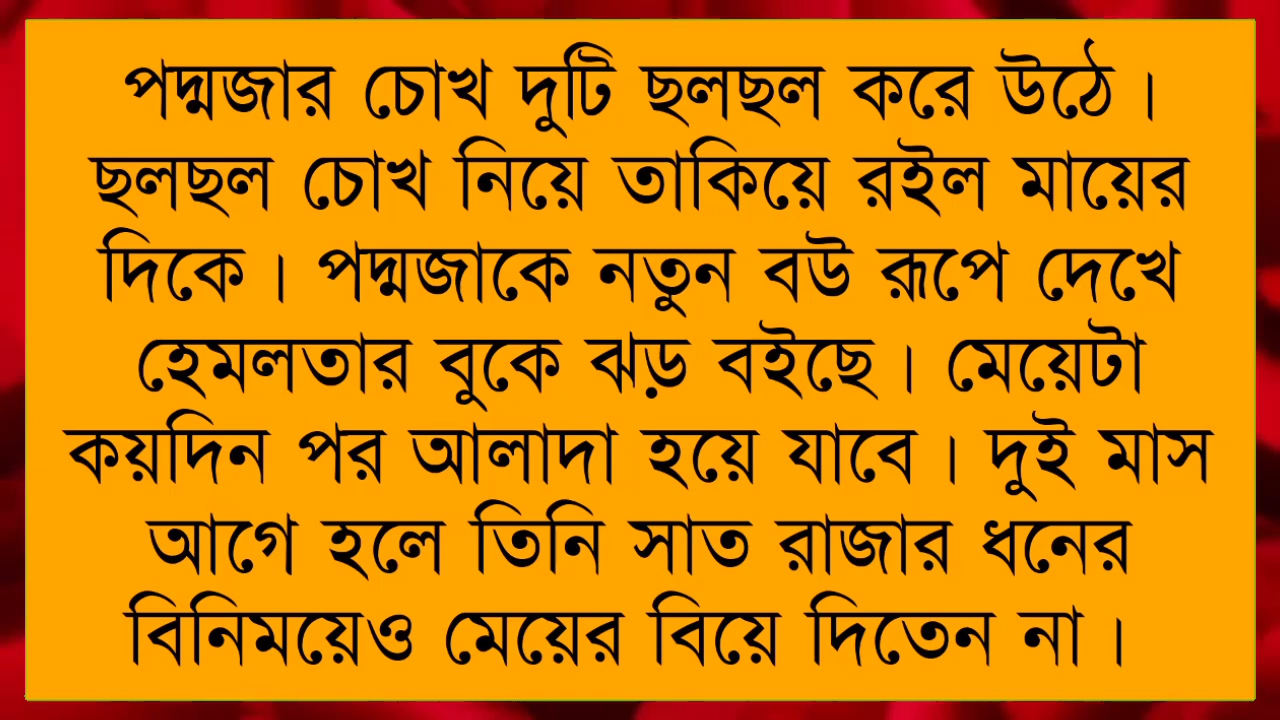 পদ্মজার চোখ দুটি ছলছল করে উঠে।
ছলছল চোখ নিয়ে তাকিয়ে রইল মায়ের
দিকে। পদ্মজাকে নতুন বউ রূপে দেখে
হেমলতার বুকে ঝড় বইছে। মেয়েটা
কয়দিন পর আলাদা হয়ে যাবে। দুই মাস
আগে হলে তিনি সাত রাজার ধনের
বিনিময়েও মেয়ের বিয়ে দিতেন না।